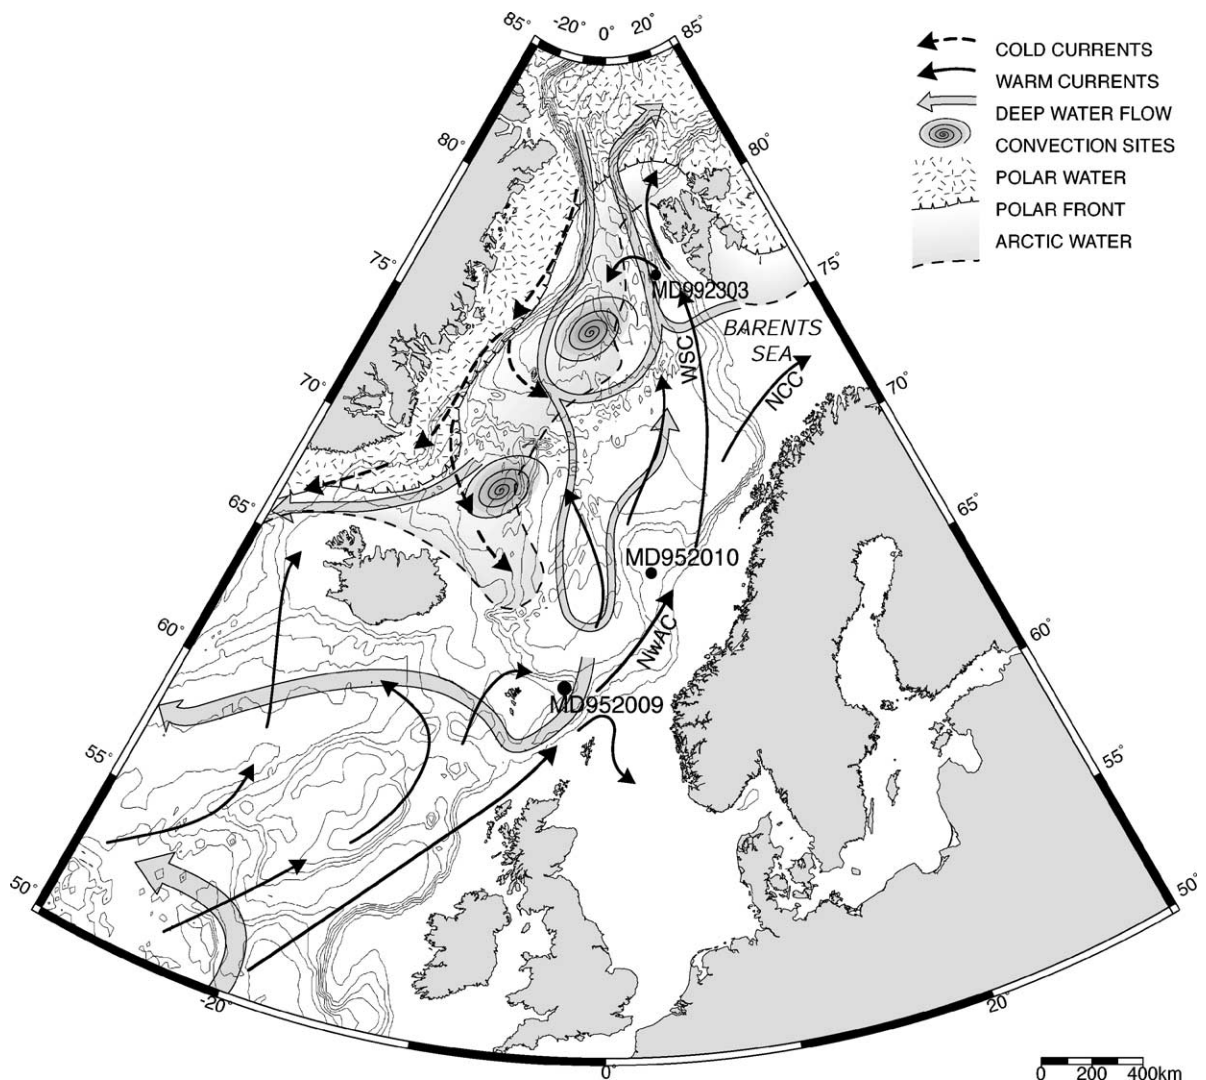 85° -20° 0° 20° 85°
COLD CURRENTS
WARM CURRENTS
DEEP WATER FLOW
CONVECTION SITES
POLAR WATER
POLAR FRONT
ARCTIC WATER
80° 80°
75° 75°
MD992303
BARENTS
SEA
WSC
NCC
70° 70°
65° 65°
MD952010
NwAC
60° 60°
MD952009
55° 55°
50° 50°
-20° 0° 20°
0 200 400km